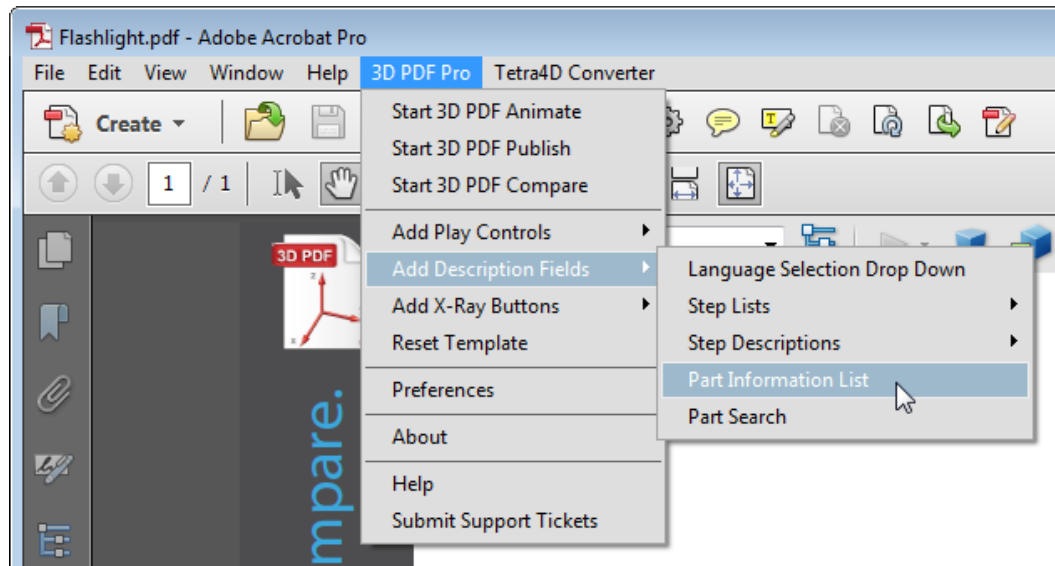 Flashlight.pdf - Adobe Acrobat Pro
File Edit View Window Help 3D PDF Pro Tetra4D Converter
Create
1 / 1
Start 3D PDF Animate
Start 3D PDF Publish
Start 3D PDF Compare
Add Play Controls
Add Description Fields
Add X-Ray Buttons
Reset Template
Preferences
About
Help
Submit Support Tickets
Language Selection Drop Down
Step Lists
Step Descriptions
Part Information List
Part Search
3D PDF
z
x
mpare.